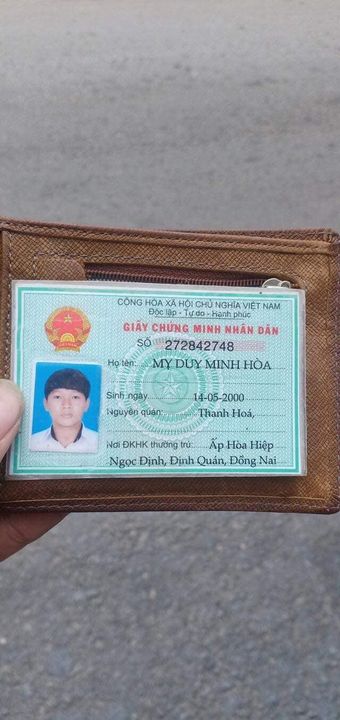 CỘNG HÒA XÃ HỘI CHỦ NGHĨA VIỆT NAM
Độc lập - Tự do - Hạnh phúc
GIẤY CHỨNG MINH NHÂN DÂN
SỐ 272842748
Họ tên: MY DUY MINH HÒA
Sinh ngày 14-05-2000
Nguyên quán: Thanh Hoá,
Nơi ĐKHK thường trú: Ấp Hòa Hiệp
Ngọc Định, Định Quán, Đồng Nai